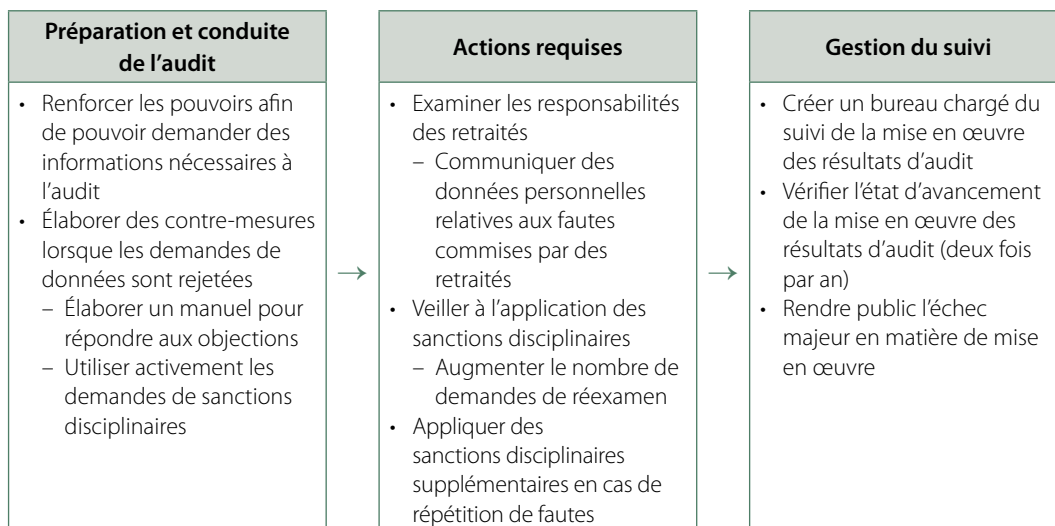 Préparation et conduite
de l’audit
• Renforcer les pouvoirs afin
de pouvoir demander des
informations nécessaires à
l’audit
• Élaborer des contre-mesures
lorsque les demandes de
données sont rejetées
– Élaborer un manuel pour
répondre aux objections
– Utiliser activement les
demandes de sanctions
disciplinaires
→
Actions requises
• Examiner les responsabilités
des retraités
– Communiquer des
données personnelles
relatives aux fautes
commises par des
retraités
• Veiller à l’application des
sanctions disciplinaires
– Augmenter le nombre de
demandes de réexamen
• Appliquer des
sanctions disciplinaires
supplémentaires en cas de
répétition de fautes
→
Gestion du suivi
• Créer un bureau chargé du
suivi de la mise en œuvre
des résultats d’audit
• Vérifier l’état d’avancement
de la mise en œuvre des
résultats d’audit (deux fois
par an)
• Rendre public l’échec
majeur en matière de mise
en œuvre